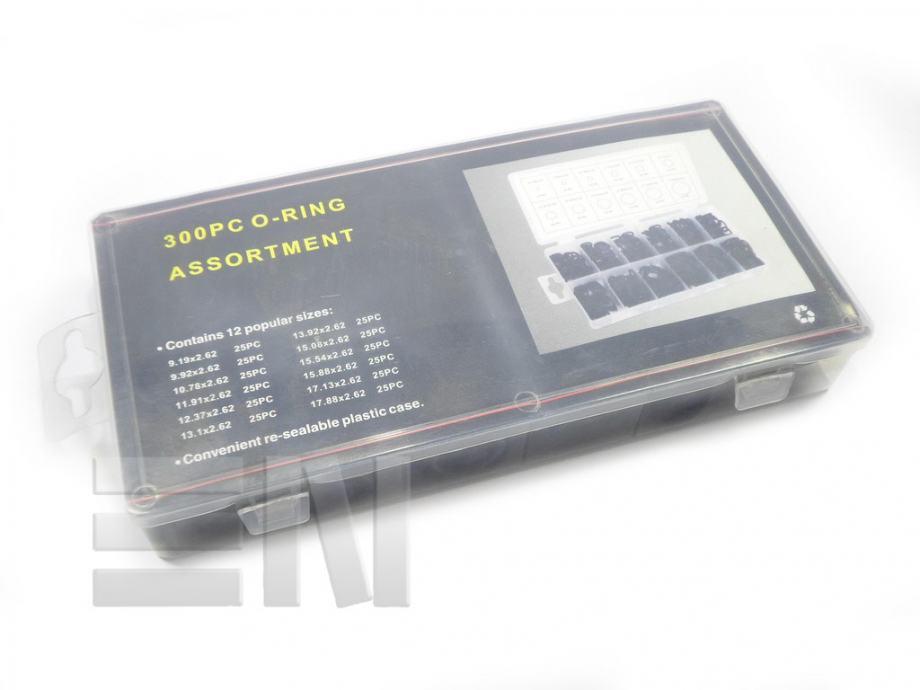 300PC O-RING
ASSORTMENT
• Contains 12 popular sizes:
9.19x2.62 25PC 13.92x2.62 25PC
9.92x2.62 25PC 15.08x2.62 25PC
10.78x2.62 25PC 15.54x2.62 25PC
11.91x2.62 25PC 15.88x2.62 25PC
12.37x2.62 25PC 17.13x2.62 25PC
13.1x2.62 25PC 17.88x2.62 25PC
• Convenient re-sealable plastic case.
EN